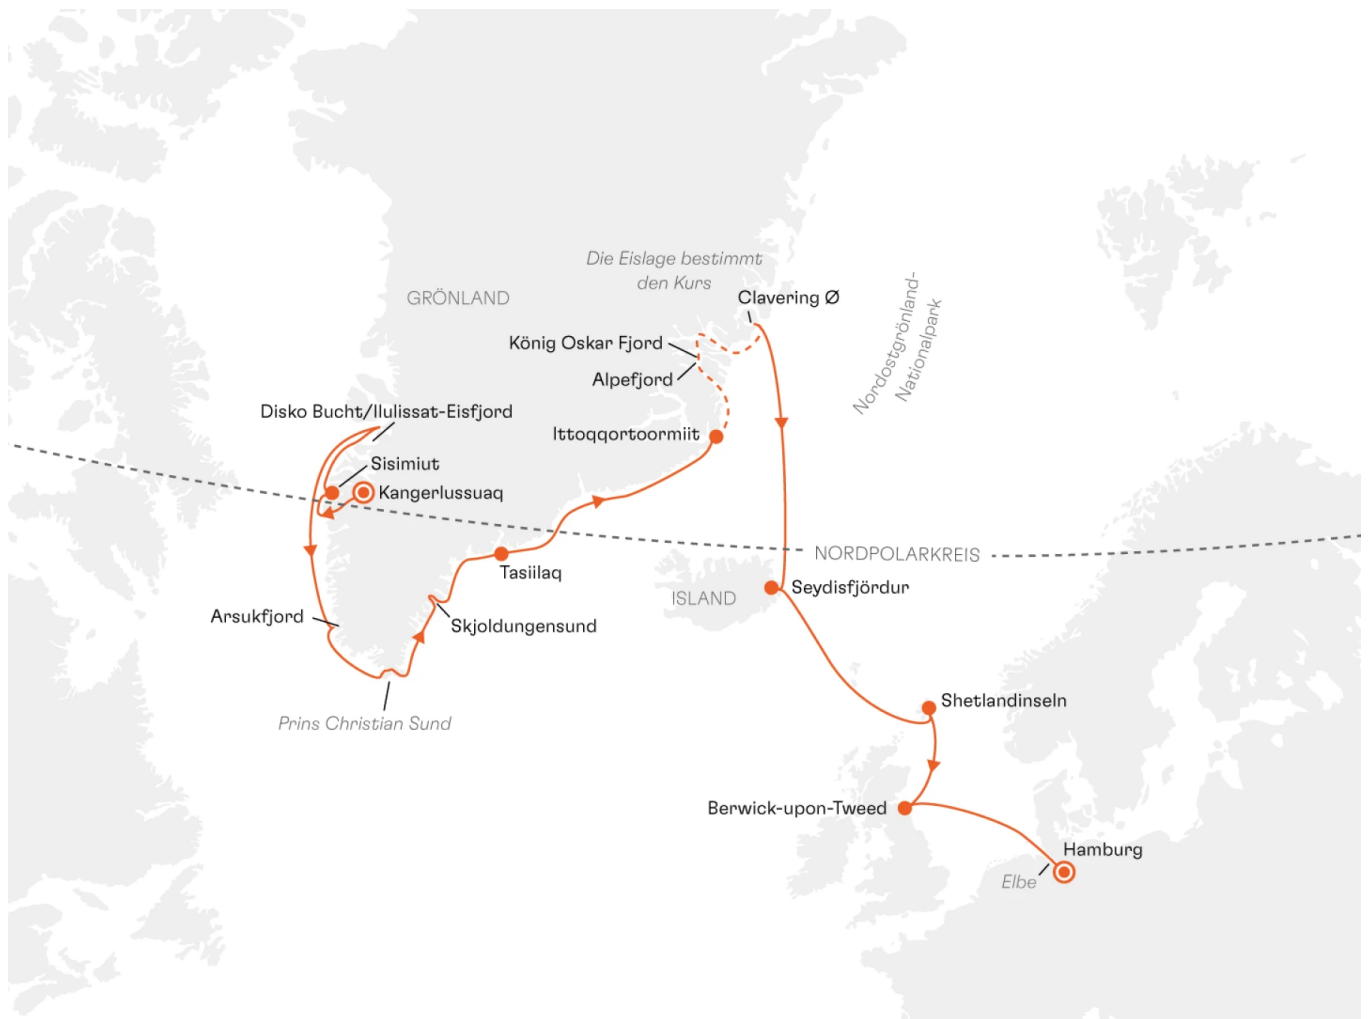 Die Eislage bestimmt
den Kurs
GRÖNLAND
Clavering Ø
Nordostgrönland-
Nationalpark
König Oskar Fjord
Alpefjord
Disko Bucht/Ilulissat-Eisfjord
Ittoqqortoormiit
Sisimiut
Kangerlussuaq
NORDPOLARKREIS
Tasiilaq
ISLAND
Seydisfjördur
Arsukfjord
Skjoldungensund
Prins Christian Sund
Shetlandinseln
Berwick-upon-Tweed
Hamburg
Elbe